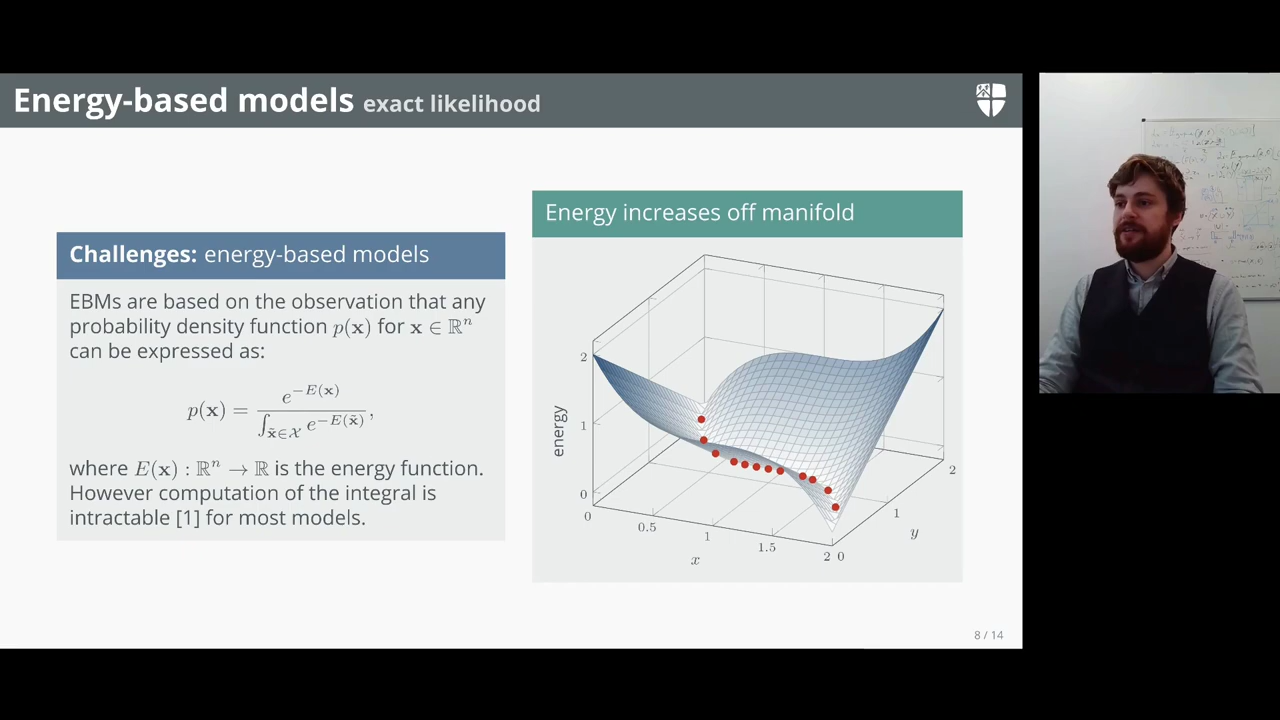 Energy-based models exact likelihood
Challenges: energy-based models
EBMs are based on the observation that any
probability density function p(x) for x ∈ ℝⁿ
can be expressed as:
p(x) = e^{−E(x)} / ∫_{x̃∈𝒳} e^{−E(x̃)},
where E(x) : ℝⁿ → ℝ is the energy function.
However computation of the integral is
intractable [1] for most models.
Energy increases off manifold
energy
2
1
0
0
0.5
1
1.5
2
x
0
1
2
y
8 / 14